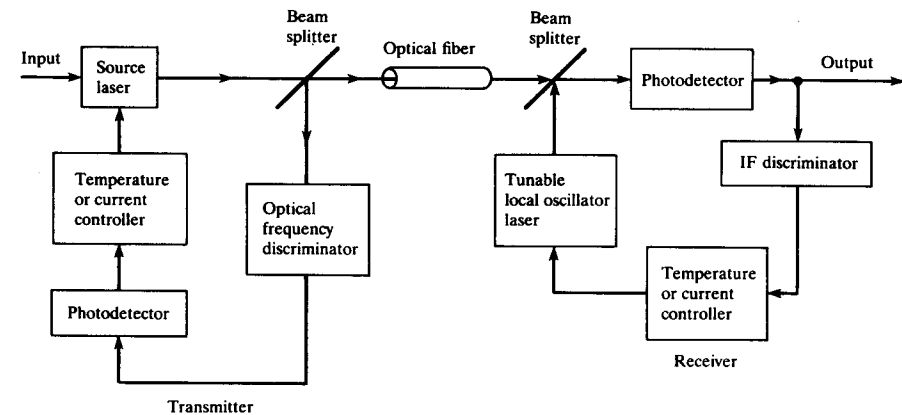 Beam
splitter
Optical fiber
Beam
splitter
Input
Source
laser
Photodetector
Output
Temperature
or current
controller
Optical
frequency
discriminator
Tunable
local oscillator
laser
IF discriminator
Photodetector
Temperature
or current
controller
Receiver
Transmitter